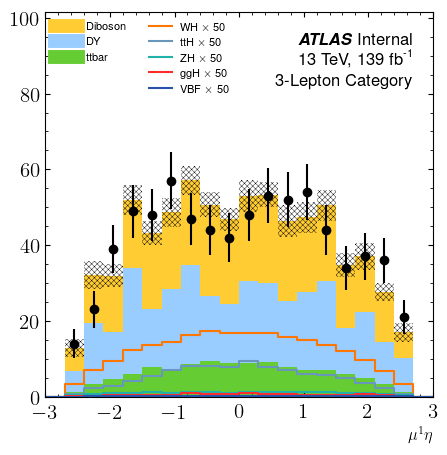 Diboson
DY
ttbar
WH × 50
ttH × 50
ZH × 50
ggH × 50
VBF × 50
ATLAS Internal
13 TeV, 139 fb⁻¹
3-Lepton Category
100
80
60
40
20
0
−3 −2 −1 0 1 2 3
μ¹η